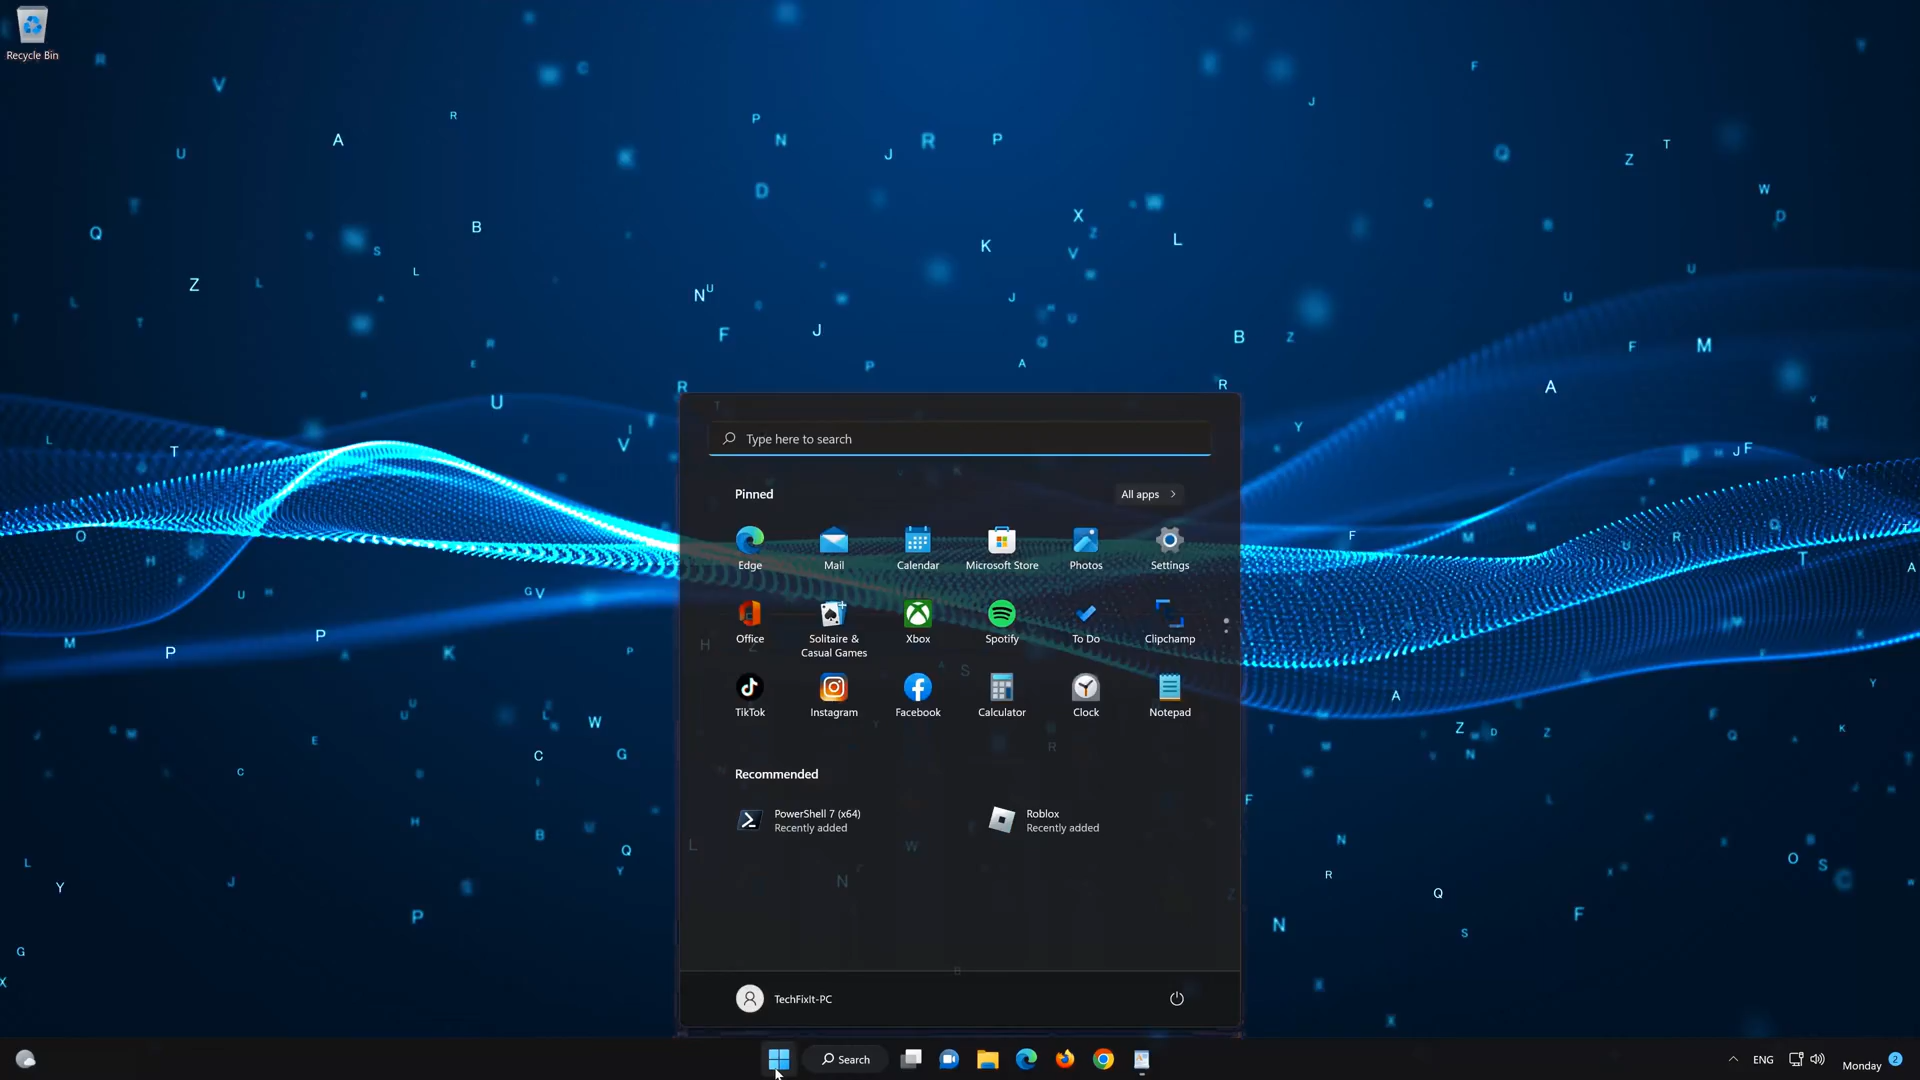 Recycle Bin
Type here to search
Pinned
All apps
Edge
Mail
Calendar
Microsoft Store
Photos
Settings
Office
Solitaire &
Casual Games
Xbox
Spotify
To Do
Clipchamp
TikTok
Instagram
Facebook
Calculator
Clock
Notepad
Recommended
PowerShell 7 (x64)
Recently added
Roblox
Recently added
TechFixIt-PC
Search
ENG
Monday
2